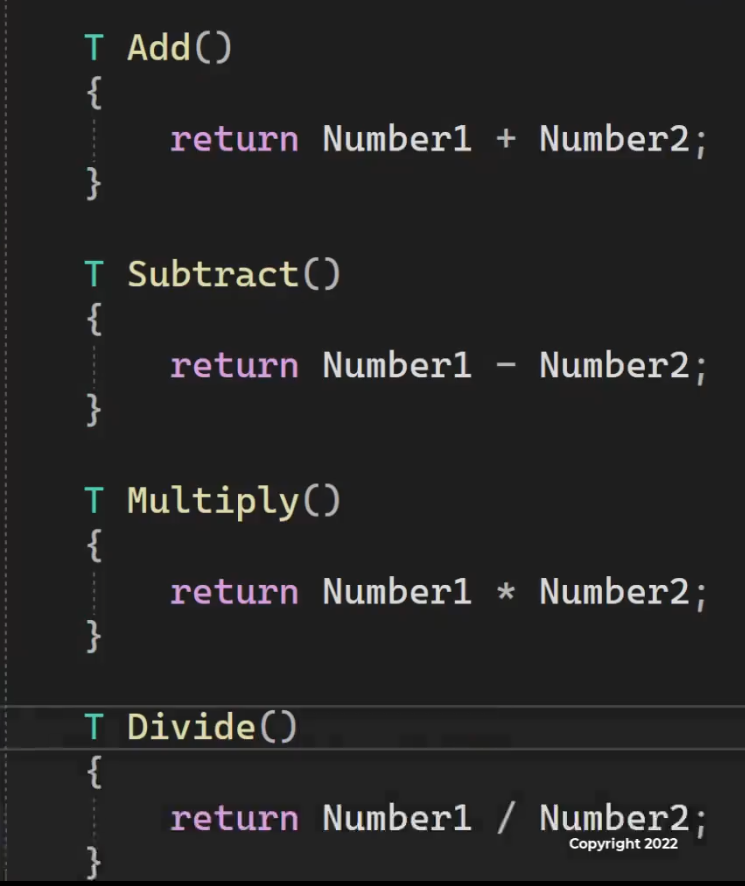 T Add()
{
return Number1 + Number2;
}
T Subtract()
{
return Number1 - Number2;
}
T Multiply()
{
return Number1 * Number2;
}
T Divide()
{
return Number1 / Number2;
Copyright 2022
}